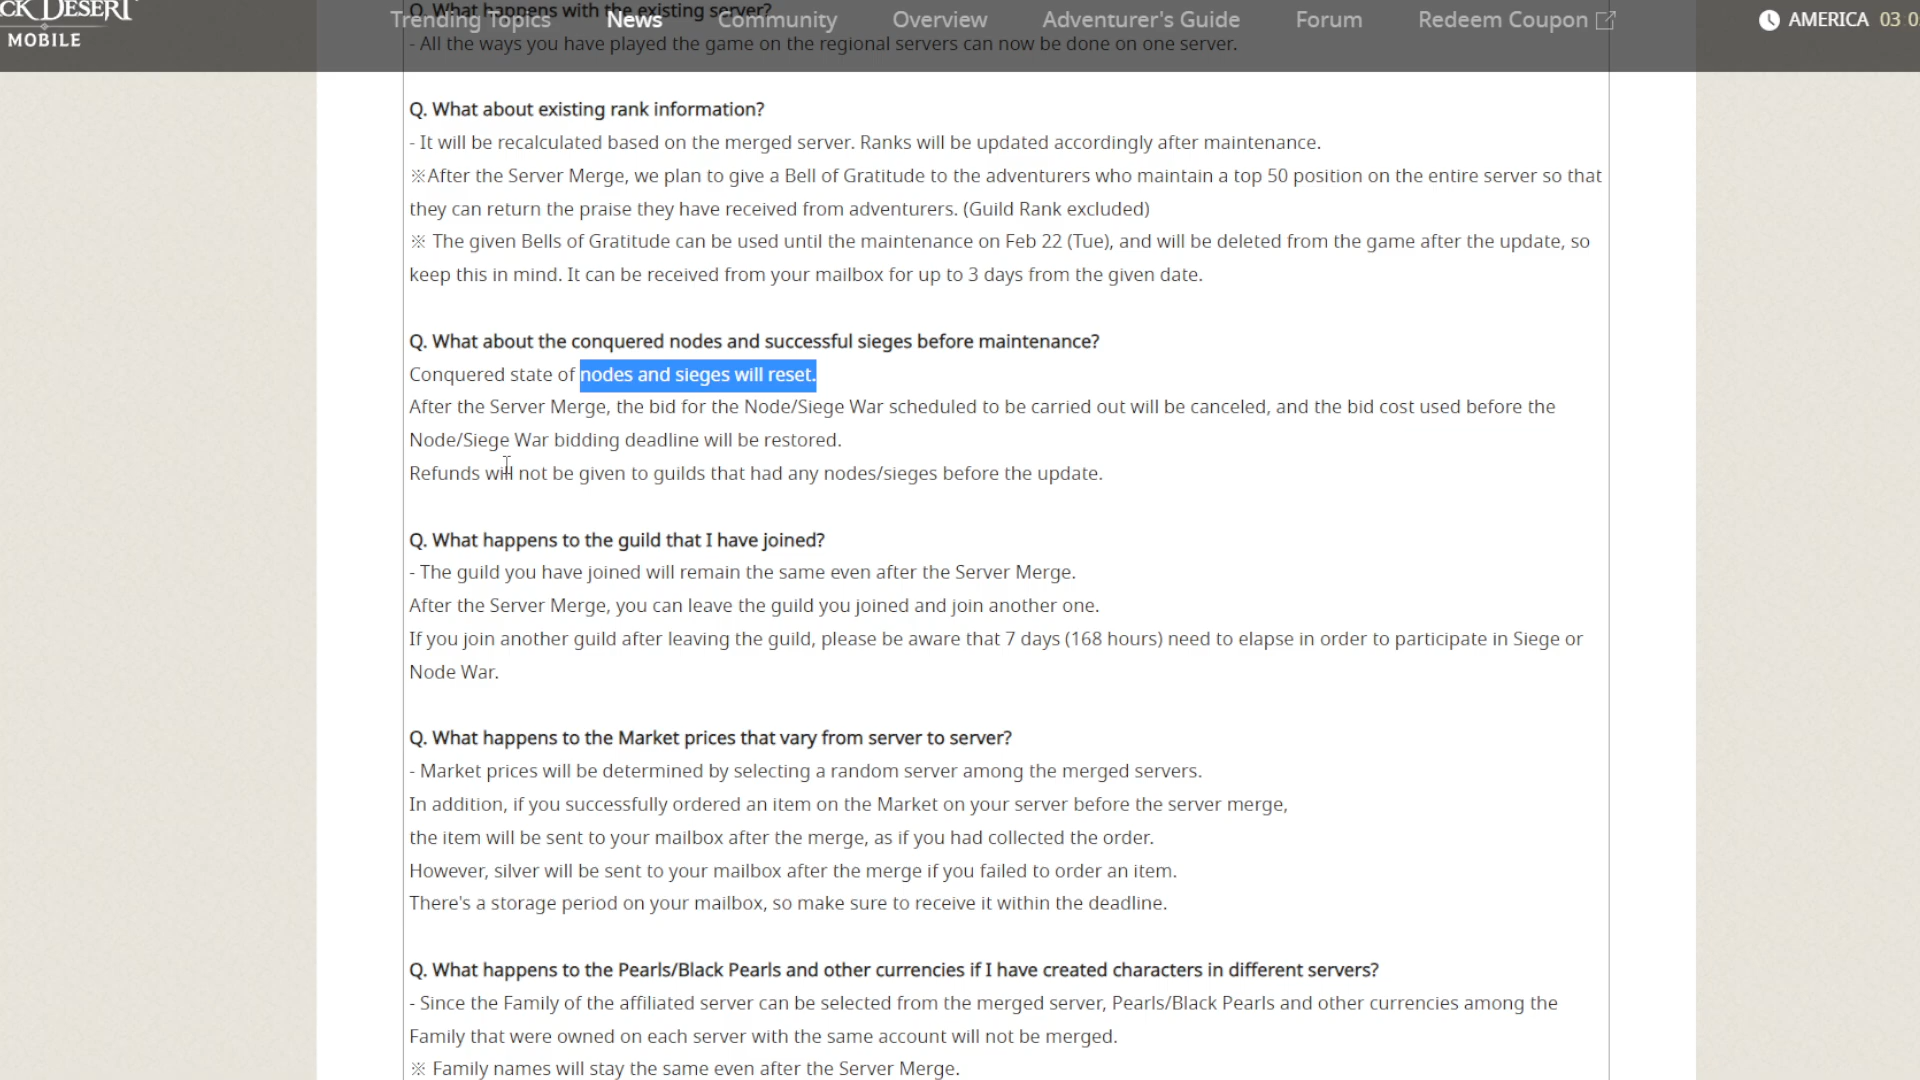 CK DESERT
MOBILE
Trending Topics News Community Overview Adventurer's Guide Forum Redeem Coupon AMERICA 03
Q. What happens with the existing server?
- All the ways you have played the game on the regional servers can now be done on one server.
Q. What about existing rank information?
- It will be recalculated based on the merged server. Ranks will be updated accordingly after maintenance.
※After the Server Merge, we plan to give a Bell of Gratitude to the adventurers who maintain a top 50 position on the entire server so that
they can return the praise they have received from adventurers. (Guild Rank excluded)
※ The given Bells of Gratitude can be used until the maintenance on Feb 22 (Tue), and will be deleted from the game after the update, so
keep this in mind. It can be received from your mailbox for up to 3 days from the given date.
Q. What about the conquered nodes and successful sieges before maintenance?
Conquered state of nodes and sieges will reset.
After the Server Merge, the bid for the Node/Siege War scheduled to be carried out will be canceled, and the bid cost used before the
Node/Siege War bidding deadline will be restored.
Refunds will not be given to guilds that had any nodes/sieges before the update.
Q. What happens to the guild that I have joined?
- The guild you have joined will remain the same even after the Server Merge.
After the Server Merge, you can leave the guild you joined and join another one.
If you join another guild after leaving the guild, please be aware that 7 days (168 hours) need to elapse in order to participate in Siege or
Node War.
Q. What happens to the Market prices that vary from server to server?
- Market prices will be determined by selecting a random server among the merged servers.
In addition, if you successfully ordered an item on the Market on your server before the server merge,
the item will be sent to your mailbox after the merge, as if you had collected the order.
However, silver will be sent to your mailbox after the merge if you failed to order an item.
There's a storage period on your mailbox, so make sure to receive it within the deadline.
Q. What happens to the Pearls/Black Pearls and other currencies if I have created characters in different servers?
- Since the Family of the affiliated server can be selected from the merged server, Pearls/Black Pearls and other currencies among the
Family that were owned on each server with the same account will not be merged.
※ Family names will stay the same even after the Server Merge.